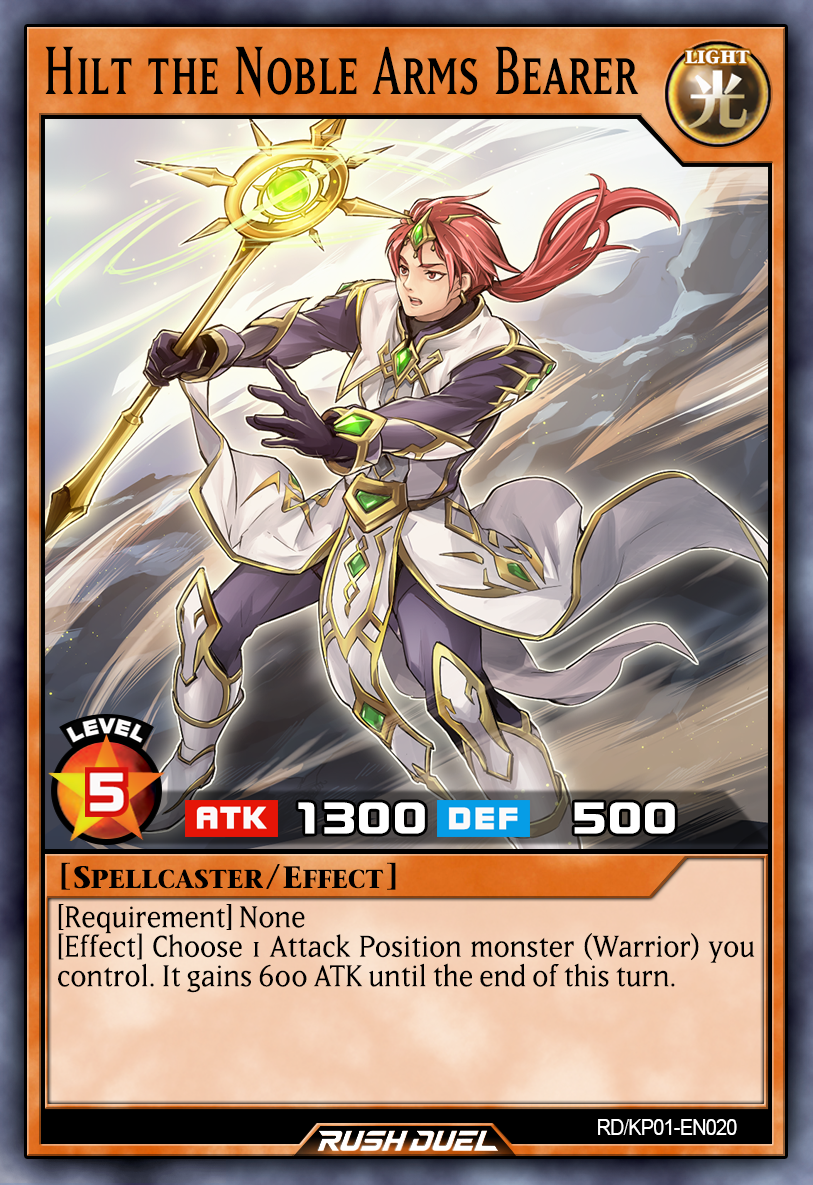 Hilt the Noble Arms Bearer
LIGHT
光
LEVEL
5
ATK 1300 DEF 500
[Spellcaster/Effect]
[Requirement] None
[Effect] Choose 1 Attack Position monster (Warrior) you
control. It gains 600 ATK until the end of this turn.
RD/KP01-EN020
RUSH DUEL